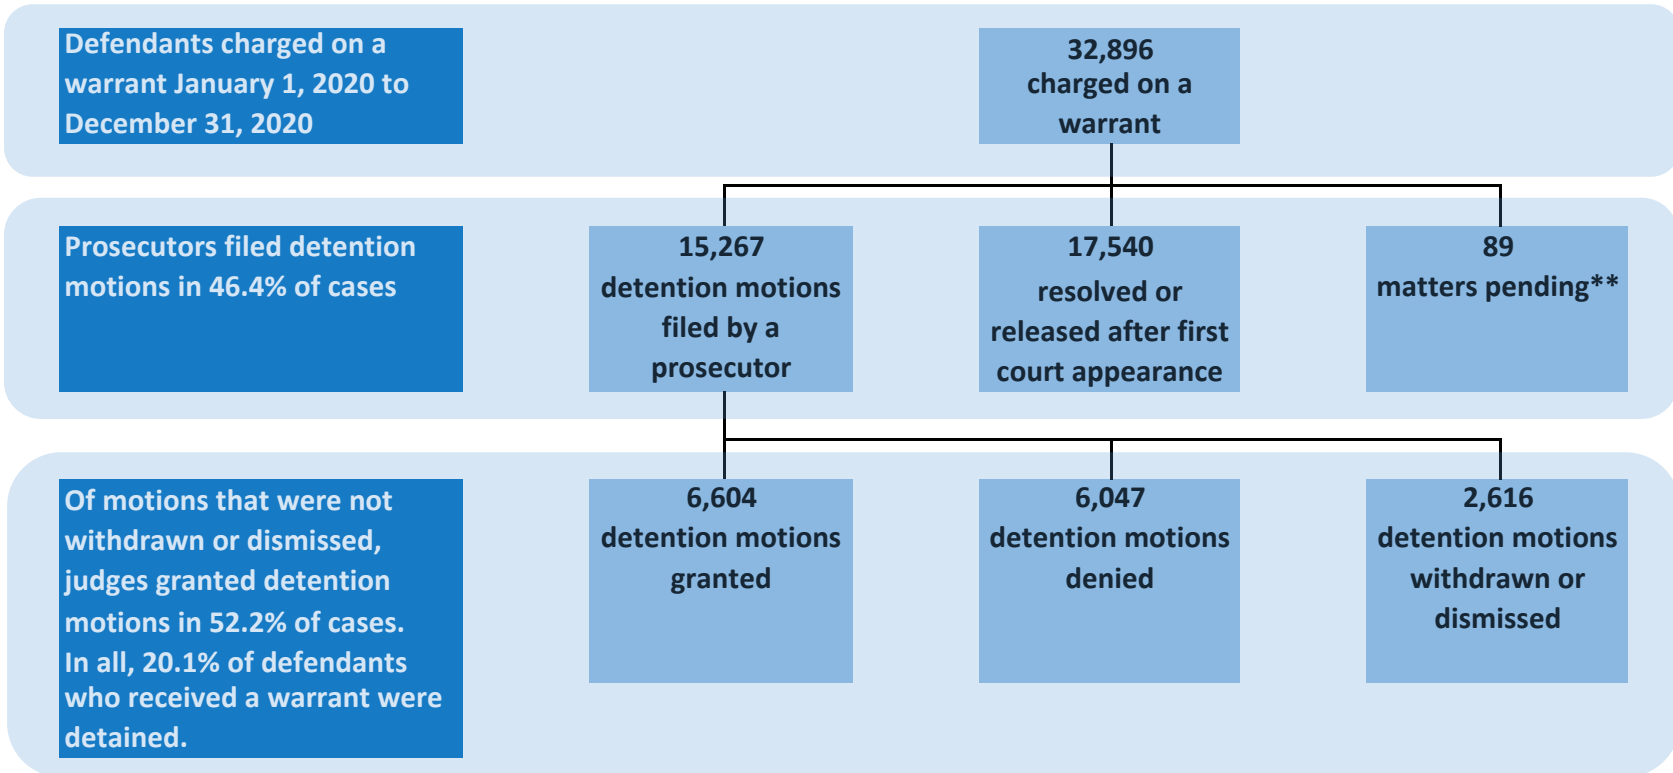 Defendants charged on a
warrant January 1, 2020 to
December 31, 2020
32,896
charged on a
warrant
Prosecutors filed detention
motions in 46.4% of cases
15,267
detention motions
filed by a
prosecutor
17,540
resolved or
released after first
court appearance
89
matters pending**
Of motions that were not
withdrawn or dismissed,
judges granted detention
motions in 52.2% of cases.
In all, 20.1% of defendants
who received a warrant were
detained.
6,604
detention motions
granted
6,047
detention motions
denied
2,616
detention motions
withdrawn or
dismissed